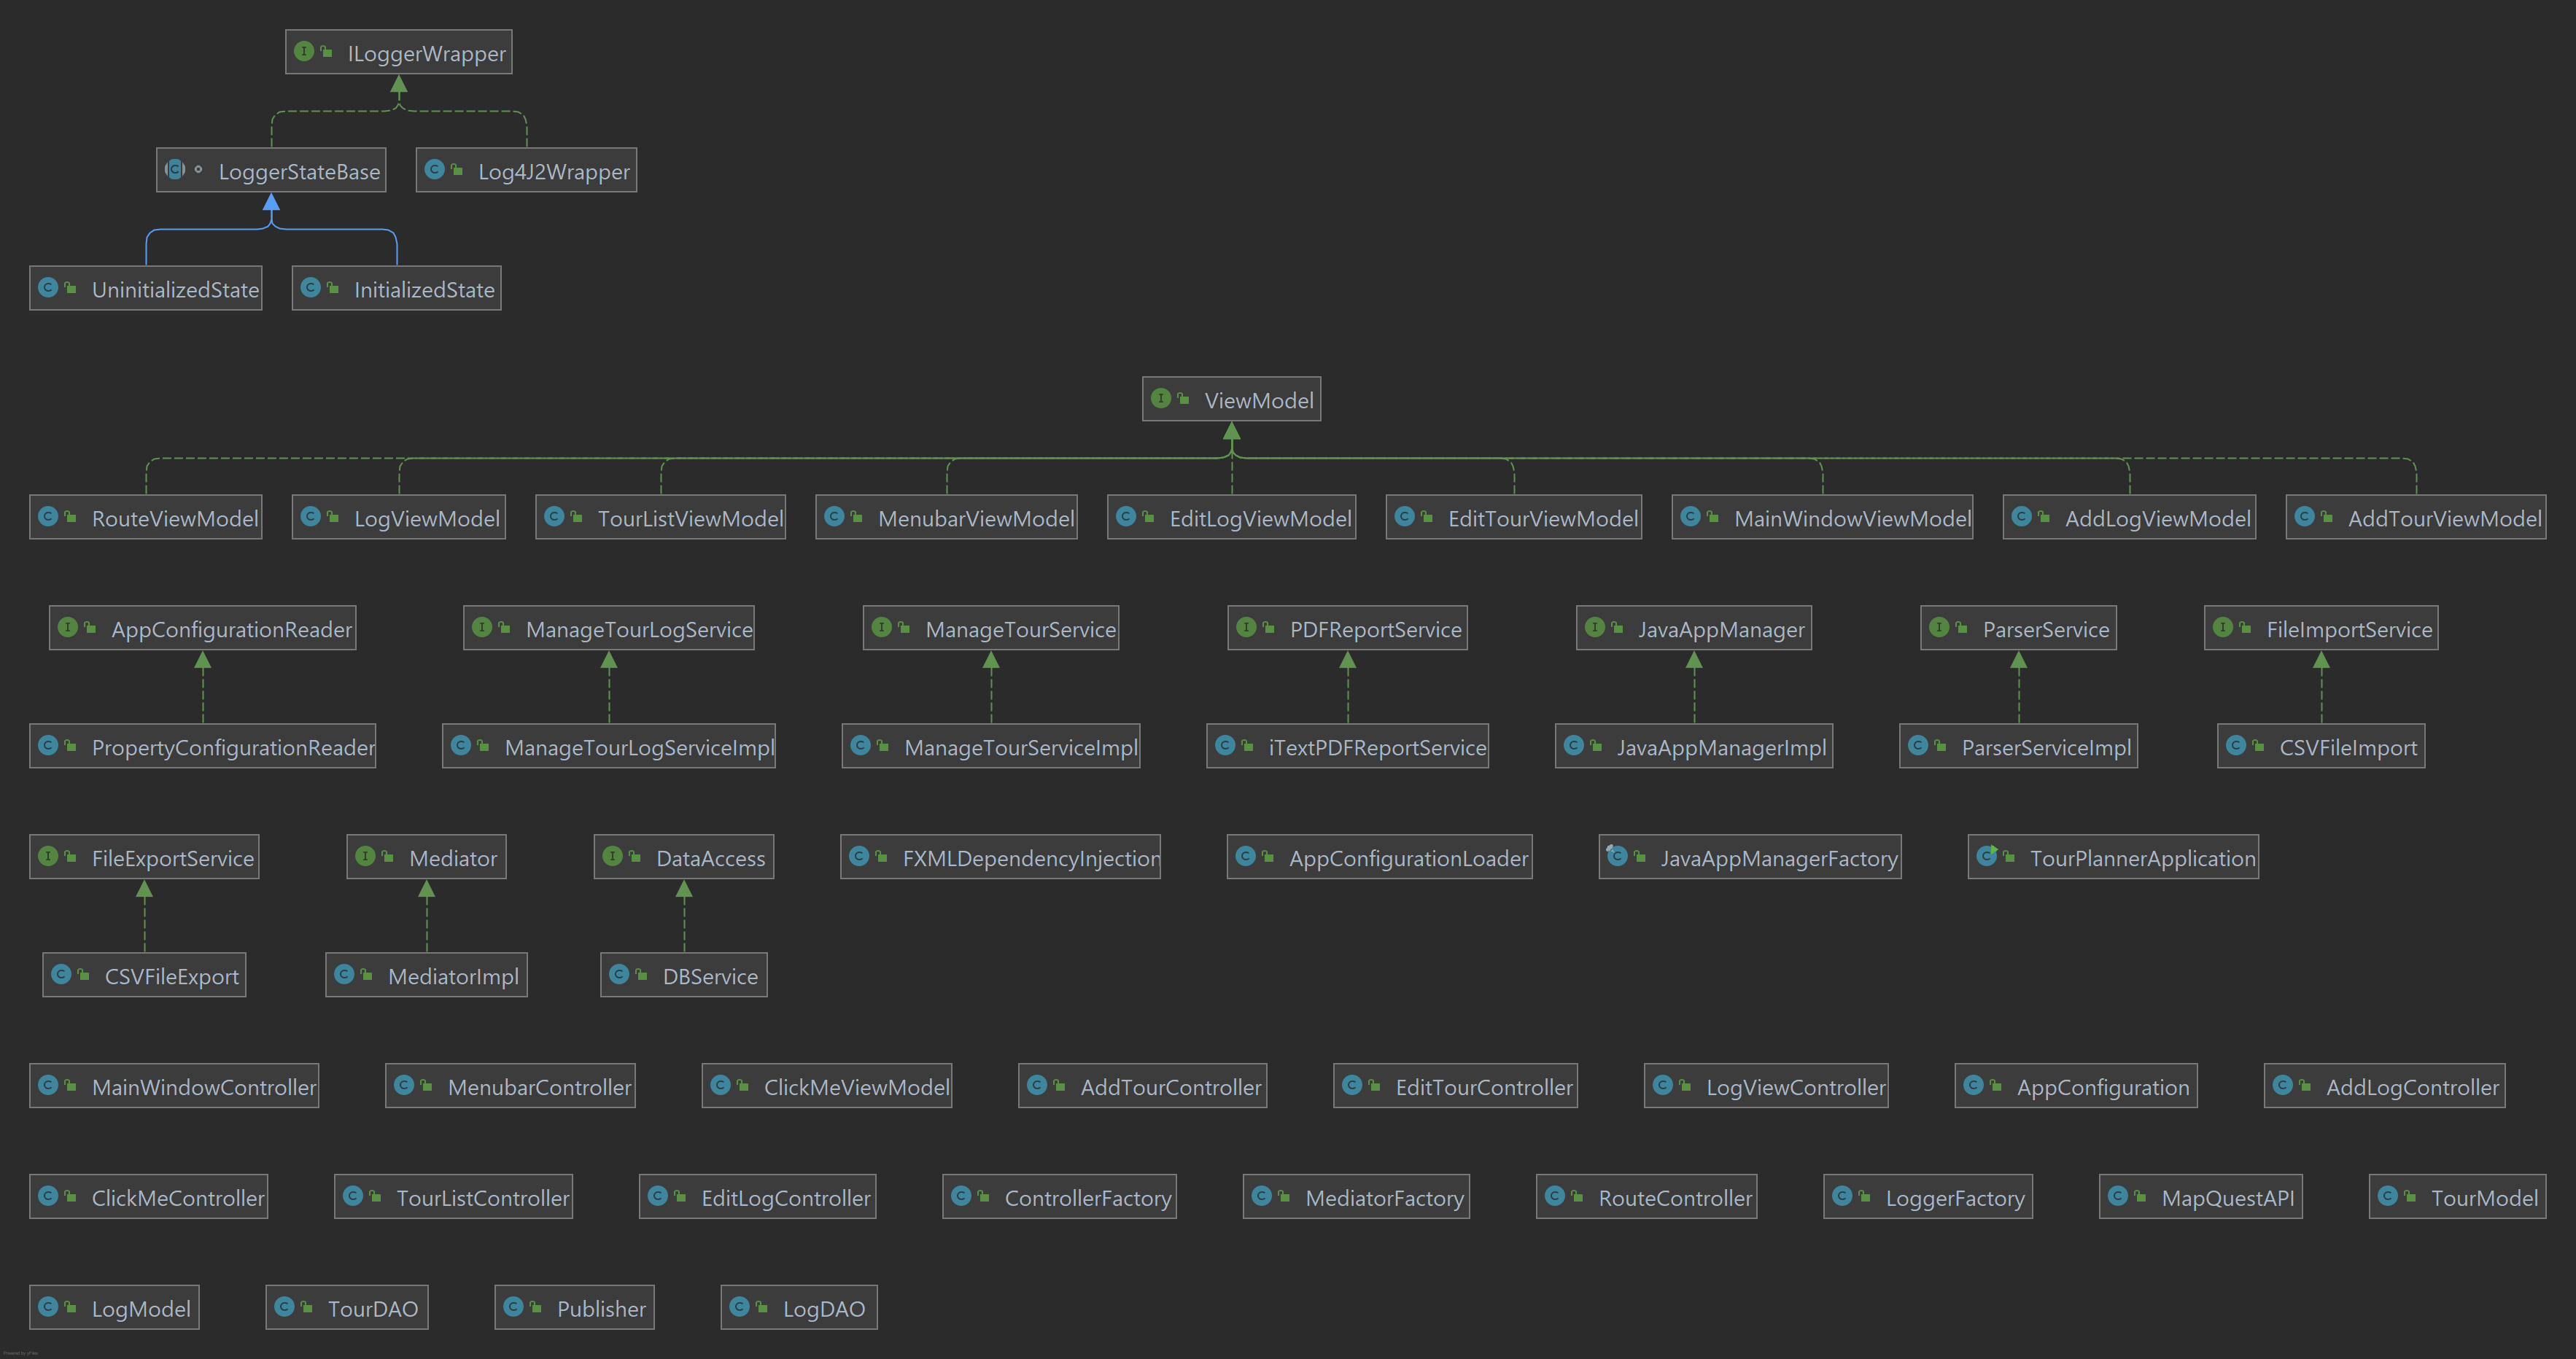 ILoggerWrapper
LoggerStateBase Log4J2Wrapper
UninitializedState InitializedState
ViewModel
RouteViewModel LogViewModel TourListViewModel MenubarViewModel EditLogViewModel EditTourViewModel MainWindowViewModel AddLogViewModel AddTourViewModel
AppConfigurationReader ManageTourLogService ManageTourService PDFReportService JavaAppManager ParserService FileImportService
PropertyConfigurationReader ManageTourLogServiceImpl ManageTourServiceImpl iTextPDFReportService JavaAppManagerImpl ParserServiceImpl CSVFileImport
FileExportService Mediator DataAccess FXMLDependencyInjection AppConfigurationLoader JavaAppManagerFactory TourPlannerApplication
CSVFileExport MediatorImpl DBService
MainWindowController MenubarController ClickMeViewModel AddTourController EditTourController LogViewController AppConfiguration AddLogController
ClickMeController TourListController EditLogController ControllerFactory MediatorFactory RouteController LoggerFactory MapQuestAPI TourModel
LogModel TourDAO Publisher LogDAO
Powered by yFiles